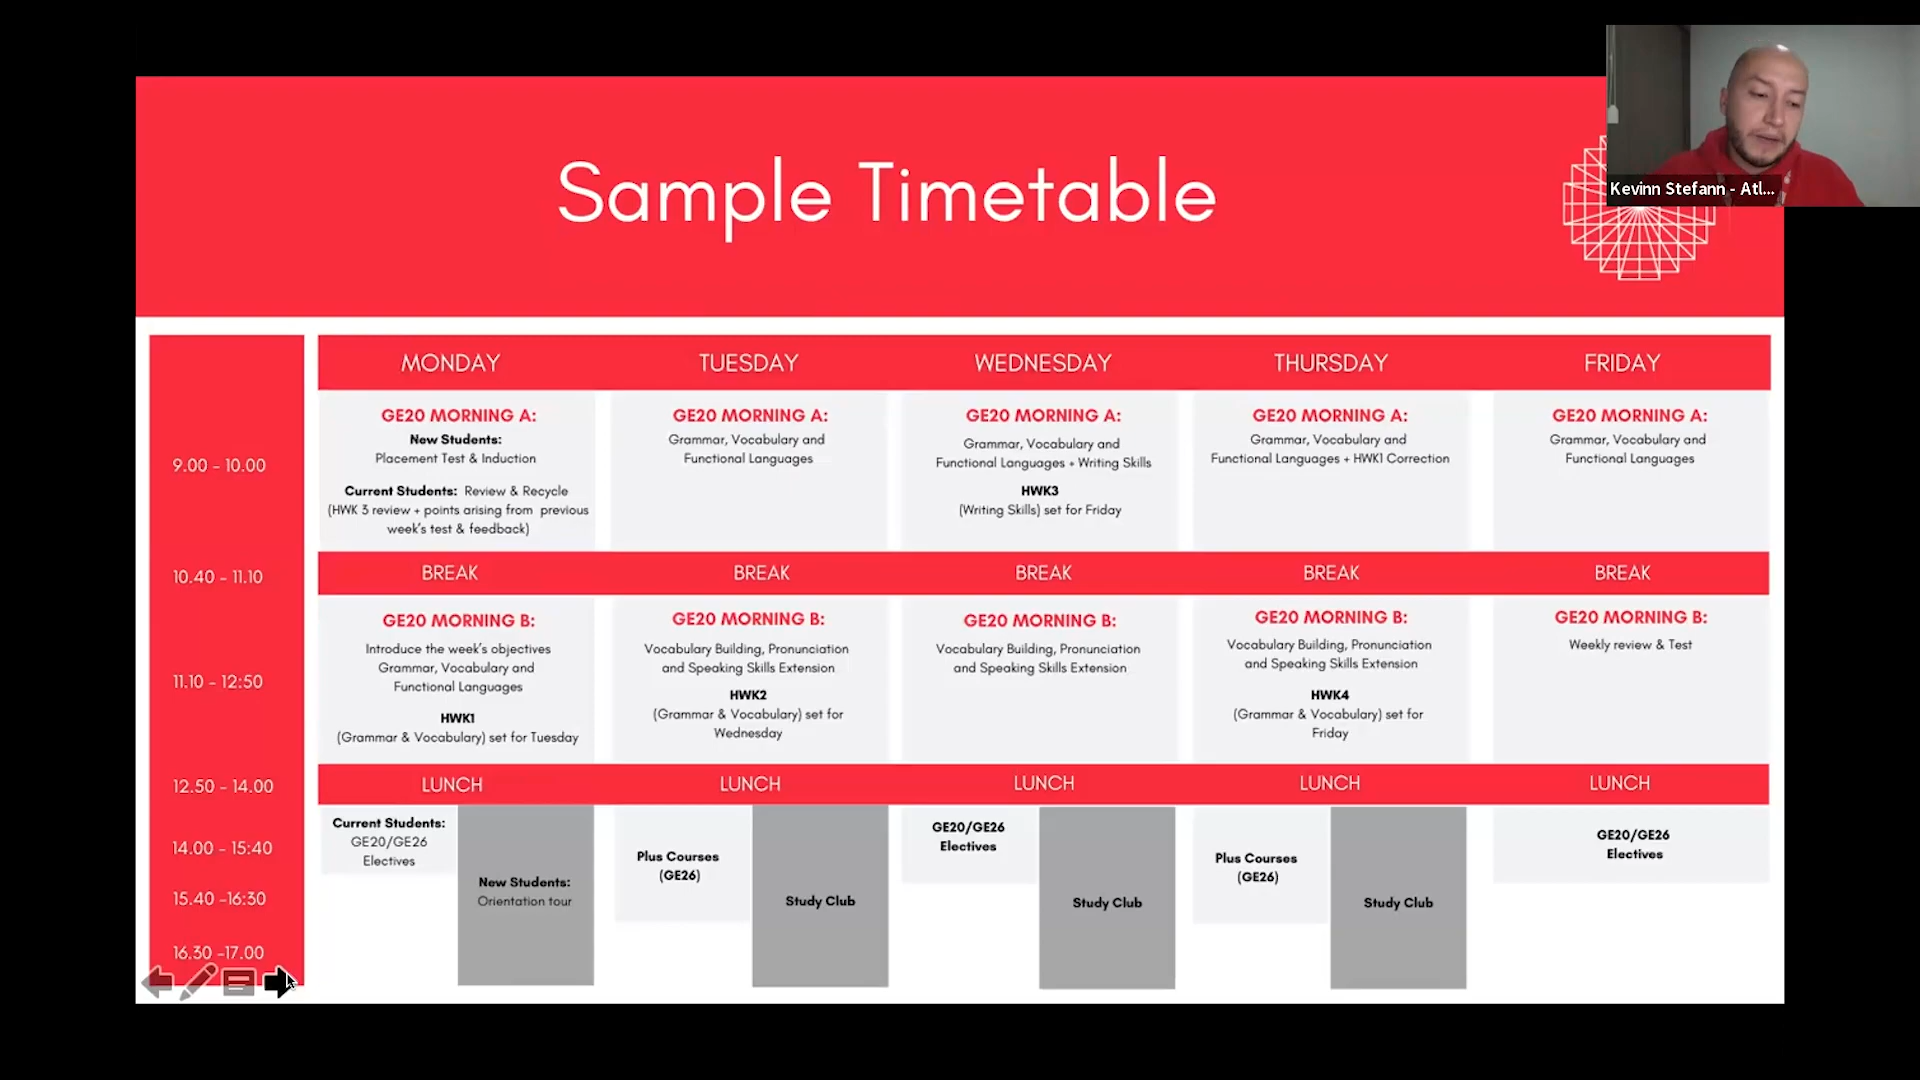 Sample Timetable
Kevinn Stefann - Atl...
MONDAY
TUESDAY
WEDNESDAY
THURSDAY
FRIDAY
9.00 - 10.00
GE20 MORNING A:
New Students:
Placement Test & Induction
Current Students: Review & Recycle
(HWK 3 review + points arising from previous
week's test & feedback)
GE20 MORNING A:
Grammar, Vocabulary and
Functional Languages
GE20 MORNING A:
Grammar, Vocabulary and
Functional Languages + Writing Skills
HWK3
(Writing Skills) set for Friday
GE20 MORNING A:
Grammar, Vocabulary and
Functional Languages + HWK1 Correction
GE20 MORNING A:
Grammar, Vocabulary and
Functional Languages
10.40 - 11.10
BREAK
BREAK
BREAK
BREAK
BREAK
11.10 - 12:50
GE20 MORNING B:
Introduce the week's objectives
Grammar, Vocabulary and
Functional Languages
HWK1
(Grammar & Vocabulary) set for Tuesday
GE20 MORNING B:
Vocabulary Building, Pronunciation
and Speaking Skills Extension
HWK2
(Grammar & Vocabulary) set for
Wednesday
GE20 MORNING B:
Vocabulary Building, Pronunciation
and Speaking Skills Extension
GE20 MORNING B:
Vocabulary Building, Pronunciation
and Speaking Skills Extension
HWK4
(Grammar & Vocabulary) set for
Friday
GE20 MORNING B:
Weekly review & Test
12.50 - 14.00
LUNCH
LUNCH
LUNCH
LUNCH
LUNCH
14.00 - 15:40
15.40 -16:30
16.30 -17.00
Current Students:
GE20/GE26
Electives
New Students:
Orientation tour
Plus Courses
(GE26)
Study Club
GE20/GE26
Electives
Study Club
Plus Courses
(GE26)
Study Club
GE20/GE26
Electives